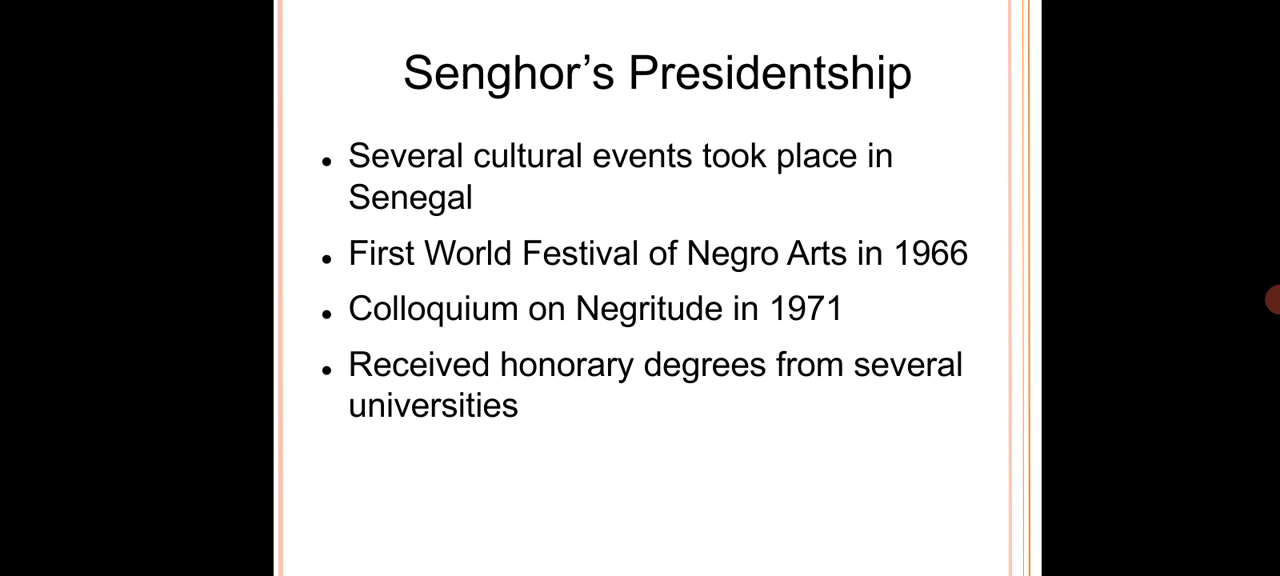 Senghor’s Presidentship
• Several cultural events took place in
Senegal
• First World Festival of Negro Arts in 1966
• Colloquium on Negritude in 1971
• Received honorary degrees from several
universities